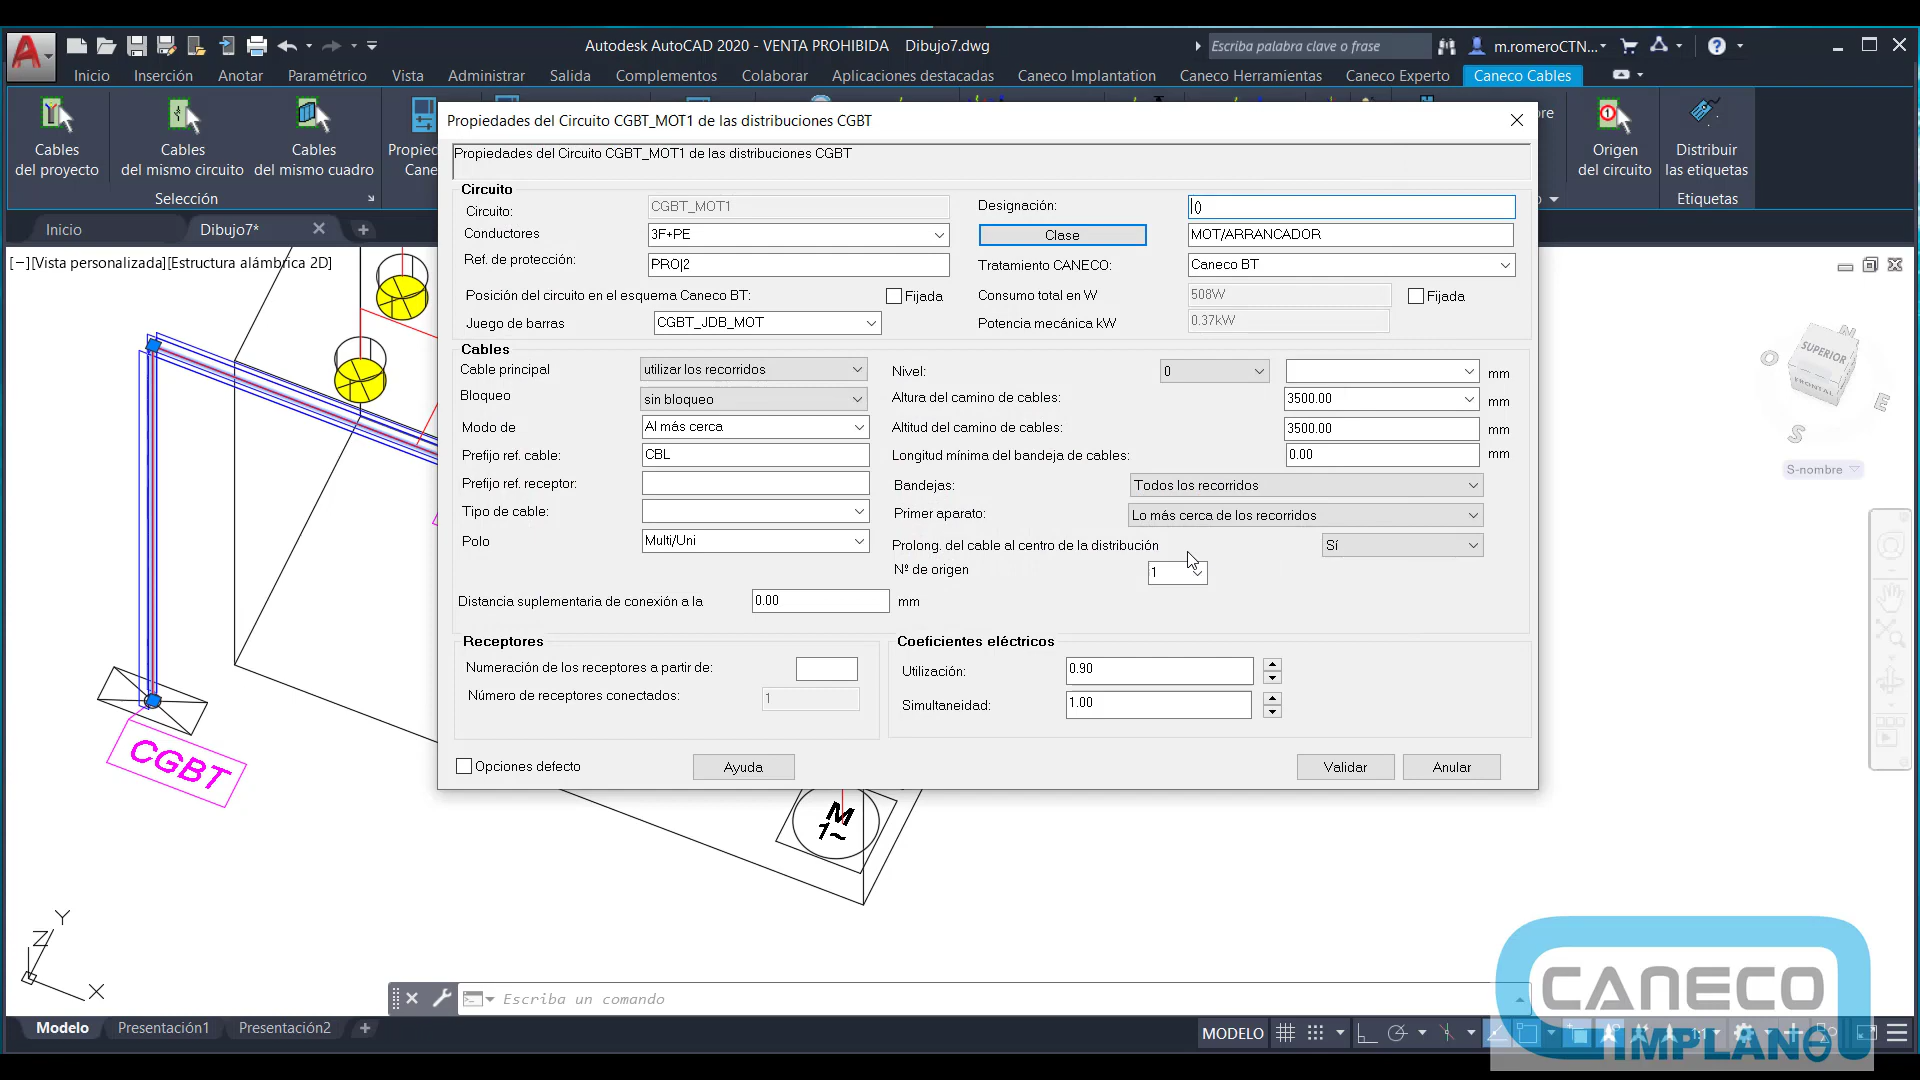 Autodesk AutoCAD 2020 - VENTA PROHIBIDA Dibujo7.dwg
Escriba palabra clave o frase
m.romeroCTN...
Inicio Inserción Anotar Paramétrico Vista Administrar Salida Complementos Colaborar Aplicaciones destacadas Caneco Implantation Caneco Herramientas Caneco Experto Caneco Cables
Cables
del proyecto
Cables
del mismo circuito
Cables
del mismo cuadro
Origen
del circuito
Distribuir
las etiquetas
Selección
Etiquetas
Inicio
Dibujo7*
[−][Vista personalizada][Estructura alámbrica 2D]
Propiedades del Circuito CGBT_MOT1 de las distribuciones CGBT
Propiedades del Circuito CGBT_MOT1 de las distribuciones CGBT
Circuito
Circuito: CGBT_MOT1
Designación: ()
Conductores 3F+PE
Clase MOT/ARRANCADOR
Ref. de protección: PRO|2
Tratamiento CANECO: Caneco BT
Posición del circuito en el esquema Caneco BT: Fijada
Consumo total en W 508W Fijada
Juego de barras CGBT_JDB_MOT
Potencia mecánica kW 0.37kW
Cables
Cable principal utilizar los recorridos
Nivel: 0 mm
Bloqueo sin bloqueo
Altura del camino de cables: 3500.00 mm
Modo de Al más cerca
Altitud del camino de cables: 3500.00 mm
Prefijo ref. cable: CBL
Longitud mínima del bandeja de cables: 0.00 mm
Prefijo ref. receptor:
Bandejas: Todos los recorridos
Tipo de cable:
Primer aparato: Lo más cerca de los recorridos
Polo Multi/Uni
Prolong. del cable al centro de la distribución Sí
Nº de origen 1
Distancia suplementaria de conexión a la 0.00 mm
Receptores
Numeración de los receptores a partir de:
Número de receptores conectados: 1
Coeficientes eléctricos
Utilización: 0.90
Simultaneidad: 1.00
Opciones defecto
Ayuda
Validar
Anular
CGBT
M
1~
SUPERIOR
FRONTAL
N
O
E
S
S-nombre
Y
Z
X
Escriba un comando
Modelo Presentación1 Presentación2
MODELO
CANECO
IMPLANO